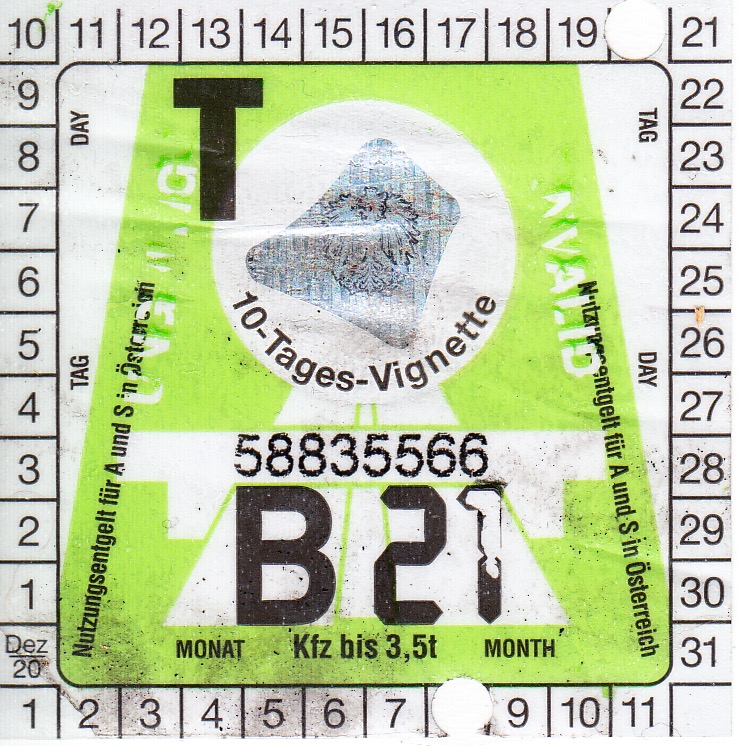 10 11 12 13 14 15 16 17 18 19 21
9 22
8 23
7 24
6 25
5 26
4 27
3 28
2 29
1 30
Dez 20 31
1 2 3 4 5 6 7 9 10 11
DAY
TAG
T
10-Tages-Vignette
TAG
DAY
Nutzungsentgelt für A und S in Österreich
Nutzungsentgelt für A und S in Österreich
58835566
B 21
MONAT Kfz bis 3,5t MONTH